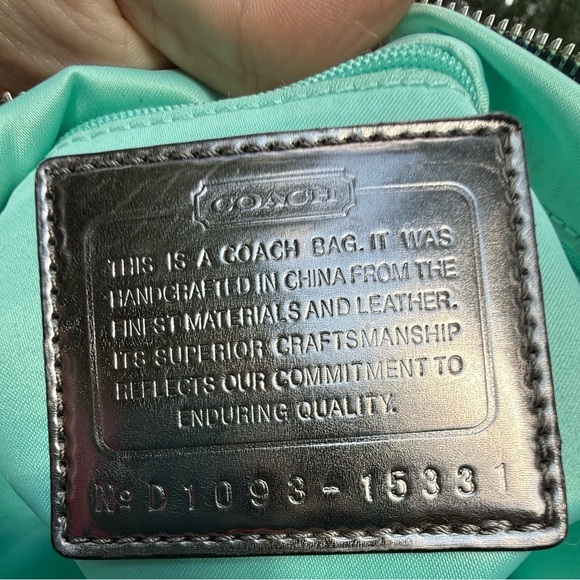 COACH
THIS IS A COACH BAG. IT WAS
HANDCRAFTED IN CHINA FROM THE
FINEST MATERIALS AND LEATHER.
ITS SUPERIOR CRAFTSMANSHIP
REFLECTS OUR COMMITMENT TO
ENDURING QUALITY.
Nº D1093-15331